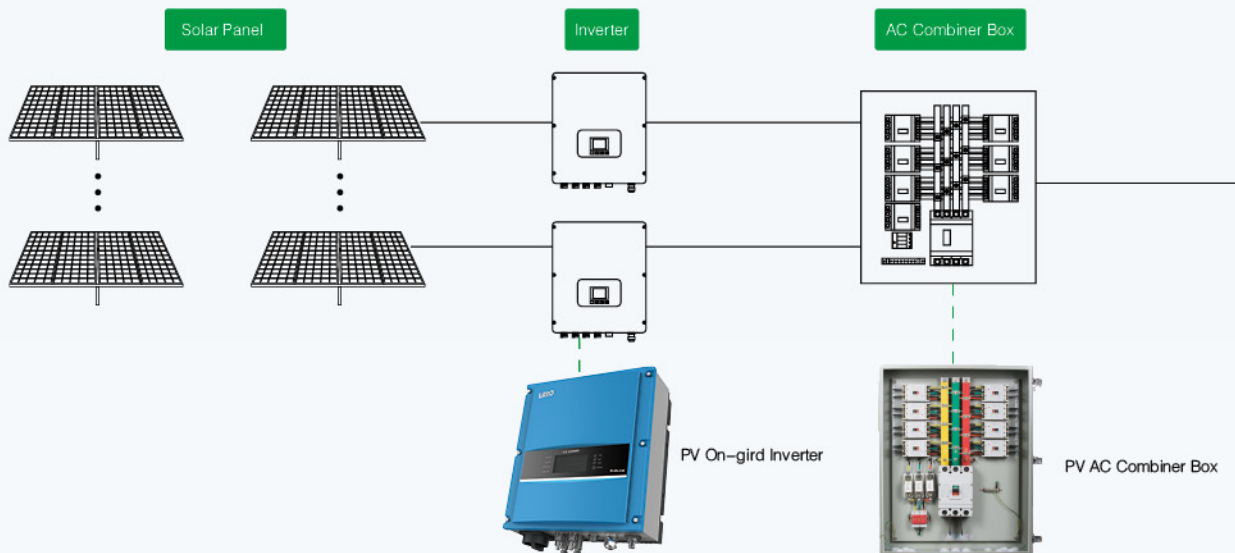 Solar Panel
Inverter
AC Combiner Box
PV On-gird Inverter
PV AC Combiner Box